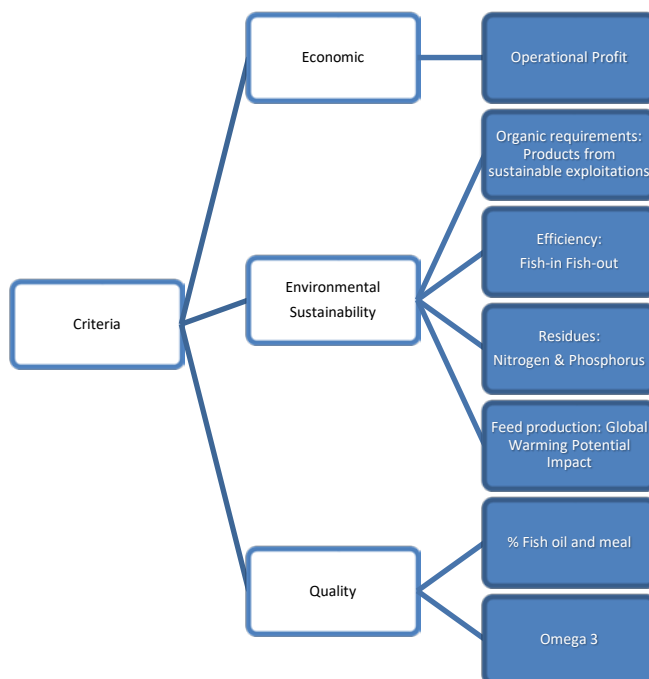 Economic
Operational Profit
Organic requirements:
Products from
sustainable exploitations
Efficiency:
Fish-in Fish-out
Criteria
Environmental
Sustainability
Residues:
Nitrogen & Phosphorus
Feed production: Global
Warming Potential
Impact
% Fish oil and meal
Quality
Omega 3